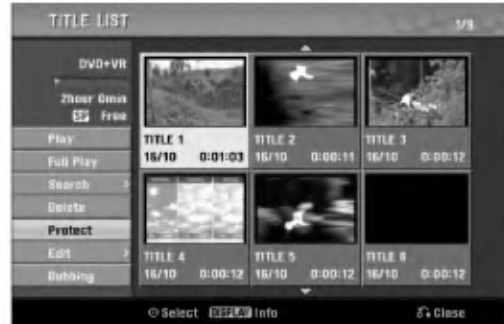 TITLE LIST
1/9
DVD+VR
2hour 0min
SP Free
Play
Full Play
Search
Delete
Protect
Edit
Dubbing
TITLE 1
16/10 0:01:03
TITLE 2
16/10 0:00:11
TITLE 3
16/10 0:00:12
TITLE 4
16/10 0:00:12
TITLE 5
16/10 0:00:12
TITLE 6
16/10 0:00:12
Select DISPLAY Info
Close